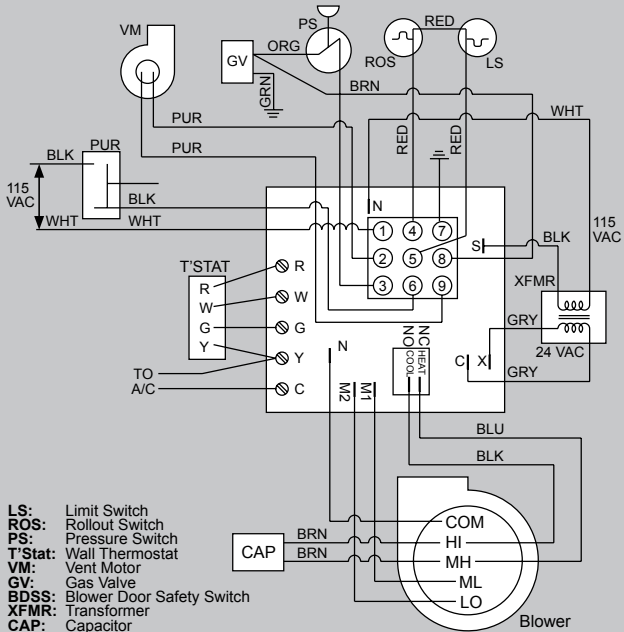 VM
PS
RED
ROS
LS
ORG
GV
GRN
BRN
WHT
PUR
RED
RED
PUR
PUR
BLK
115
VAC
BLK
WHT
WHT
N
1
4
7
2
5
8
3
6
9
S
BLK
115
VAC
XFMR
T'STAT
R
W
G
Y
R
W
G
Y
C
TO
A/C
N
NO
NC
COOL
HEAT
C
X
GRY
24 VAC
GRY
M2
M1
BLU
BLK
LS: Limit Switch
ROS: Rollout Switch
PS: Pressure Switch
T'Stat: Wall Thermostat
VM: Vent Motor
GV: Gas Valve
BDSS: Blower Door Safety Switch
XFMR: Transformer
CAP: Capacitor
CAP
BRN
BRN
COM
HI
MH
ML
LO
Blower